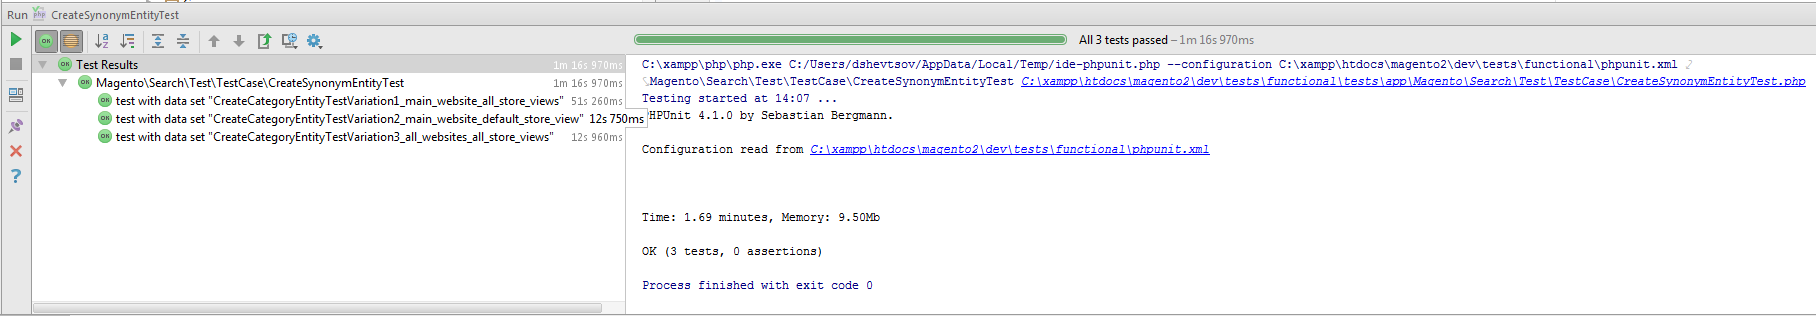 Run CreateSynonymEntityTest
All 3 tests passed – 1m 16s 970ms
Test Results 1m 16s 970ms
Magento\Search\Test\TestCase\CreateSynonymEntityTest 1m 16s 970ms
test with data set "CreateCategoryEntityTestVariation1_main_website_all_store_views" 51s 260ms
test with data set "CreateCategoryEntityTestVariation2_main_website_default_store_view" 12s 750ms
test with data set "CreateCategoryEntityTestVariation3_all_websites_all_store_views" 12s 960ms
C:\xampp\php\php.exe C:/Users/dshevtsov/AppData/Local/Temp/ide-phpunit.php --configuration C:\xampp\htdocs\magento2\dev\tests\functional\phpunit.xml
Magento\Search\Test\TestCase\CreateSynonymEntityTest C:\xampp\htdocs\magento2\dev\tests\functional\tests\app\Magento\Search\Test\TestCase\CreateSynonymEntityTest.php
Testing started at 14:07 ...
PHPUnit 4.1.0 by Sebastian Bergmann.
Configuration read from C:\xampp\htdocs\magento2\dev\tests\functional\phpunit.xml
Time: 1.69 minutes, Memory: 9.50Mb
OK (3 tests, 0 assertions)
Process finished with exit code 0